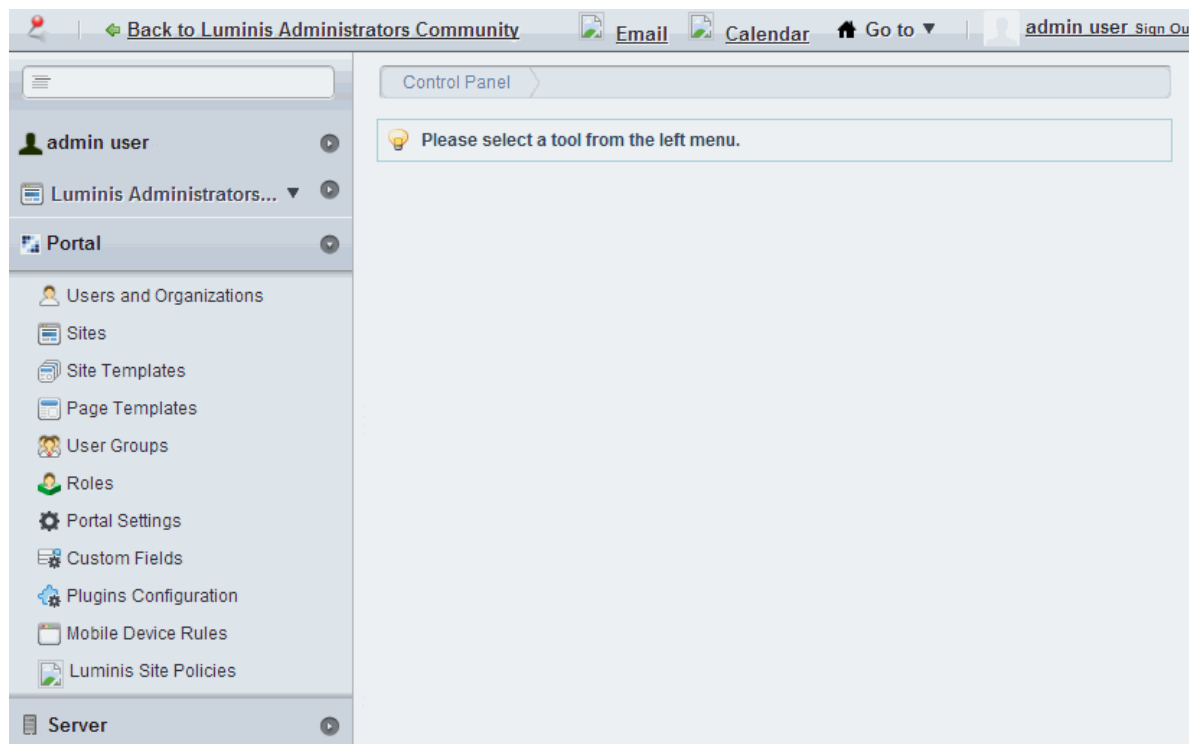 Back to Luminis Administrators Community Email Calendar Go to ▼ admin user Sign Ou
Control Panel
Please select a tool from the left menu.
admin user
Luminis Administrators... ▼
Portal
Users and Organizations
Sites
Site Templates
Page Templates
User Groups
Roles
Portal Settings
Custom Fields
Plugins Configuration
Mobile Device Rules
Luminis Site Policies
Server